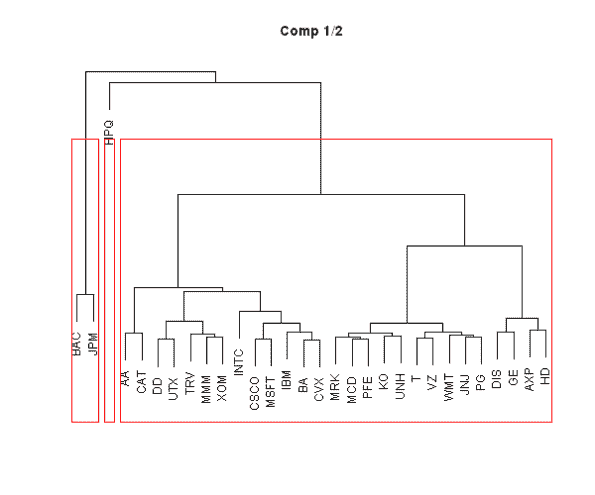 Comp 1/2
HPQ
BAC
JPM
AA
CAT
DD
UTX
TRV
MMM
XOM
INTC
CSCO
MSFT
IBM
BA
CVX
MRK
MCD
PFE
KO
UNH
T
VZ
WMT
JNJ
PG
DIS
GE
AXP
HD